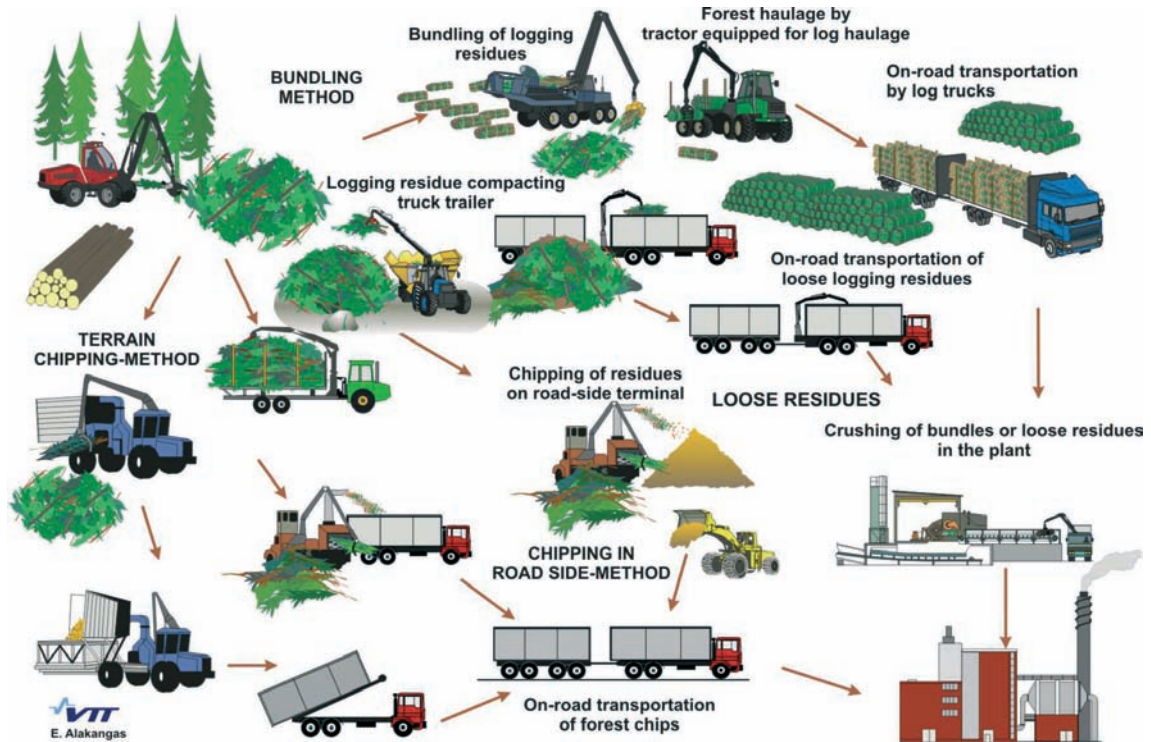 Bundling of logging
residues
BUNDLING
METHOD
Forest haulage by
tractor equipped for log haulage
On-road transportation
by log trucks
Logging residue compacting
truck trailer
On-road transportation of
loose logging residues
TERRAIN
CHIPPING-METHOD
Chipping of residues
on road-side terminal
LOOSE RESIDUES
Crushing of bundles or loose residues
in the plant
CHIPPING IN
ROAD SIDE-METHOD
On-road transportation
of forest chips
VTT
E. Alakangas